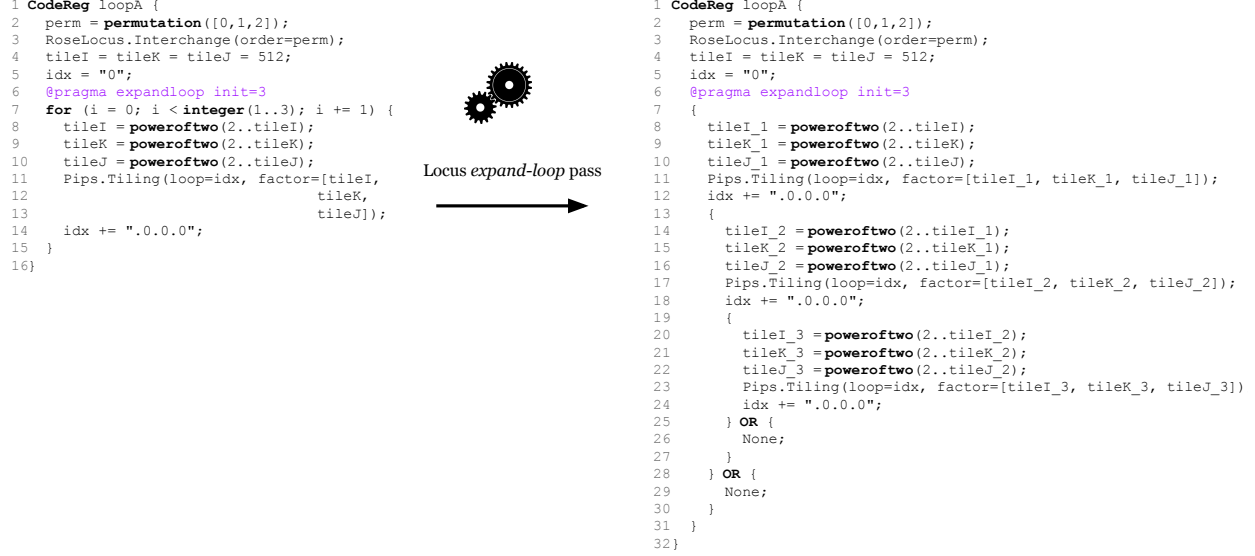 1 CodeReg loopA {
2 perm = permutation([0,1,2]);
3 RoseLocus.Interchange(order=perm);
4 tileI = tileK = tileJ = 512;
5 idx = "0";
6 @pragma expandloop init=3
7 for (i = 0; i < integer(1..3); i += 1) {
8 tileI = poweroftwo(2..tileI);
9 tileK = poweroftwo(2..tileK);
10 tileJ = poweroftwo(2..tileJ);
11 Pips.Tiling(loop=idx, factor=[tileI,
12 tileK,
13 tileJ]);
14 idx += ".0.0.0";
15 }
16}
Locus expand-loop pass
1 CodeReg loopA {
2 perm = permutation([0,1,2]);
3 RoseLocus.Interchange(order=perm);
4 tileI = tileK = tileJ = 512;
5 idx = "0";
6 @pragma expandloop init=3
7 {
8 tileI_1 = poweroftwo(2..tileI);
9 tileK_1 = poweroftwo(2..tileK);
10 tileJ_1 = poweroftwo(2..tileJ);
11 Pips.Tiling(loop=idx, factor=[tileI_1, tileK_1, tileJ_1]);
12 idx += ".0.0.0";
13 {
14 tileI_2 = poweroftwo(2..tileI_1);
15 tileK_2 = poweroftwo(2..tileK_1);
16 tileJ_2 = poweroftwo(2..tileJ_1);
17 Pips.Tiling(loop=idx, factor=[tileI_2, tileK_2, tileJ_2]);
18 idx += ".0.0.0";
19 {
20 tileI_3 = poweroftwo(2..tileI_2);
21 tileK_3 = poweroftwo(2..tileK_2);
22 tileJ_3 = poweroftwo(2..tileJ_2);
23 Pips.Tiling(loop=idx, factor=[tileI_3, tileK_3, tileJ_3])
24 idx += ".0.0.0";
25 } OR {
26 None;
27 }
28 } OR {
29 None;
30 }
31 }
32}